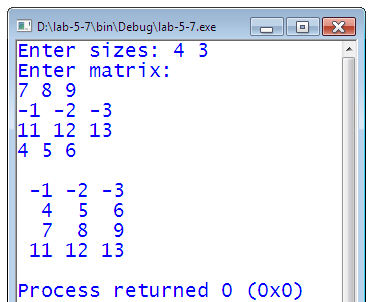 D:\lab-5-7\bin\Debug\lab-5-7.exe
Enter sizes: 4 3
Enter matrix:
7 8 9
-1 -2 -3
11 12 13
4 5 6
-1 -2 -3
4 5 6
7 8 9
11 12 13
Process returned 0 (0x0)